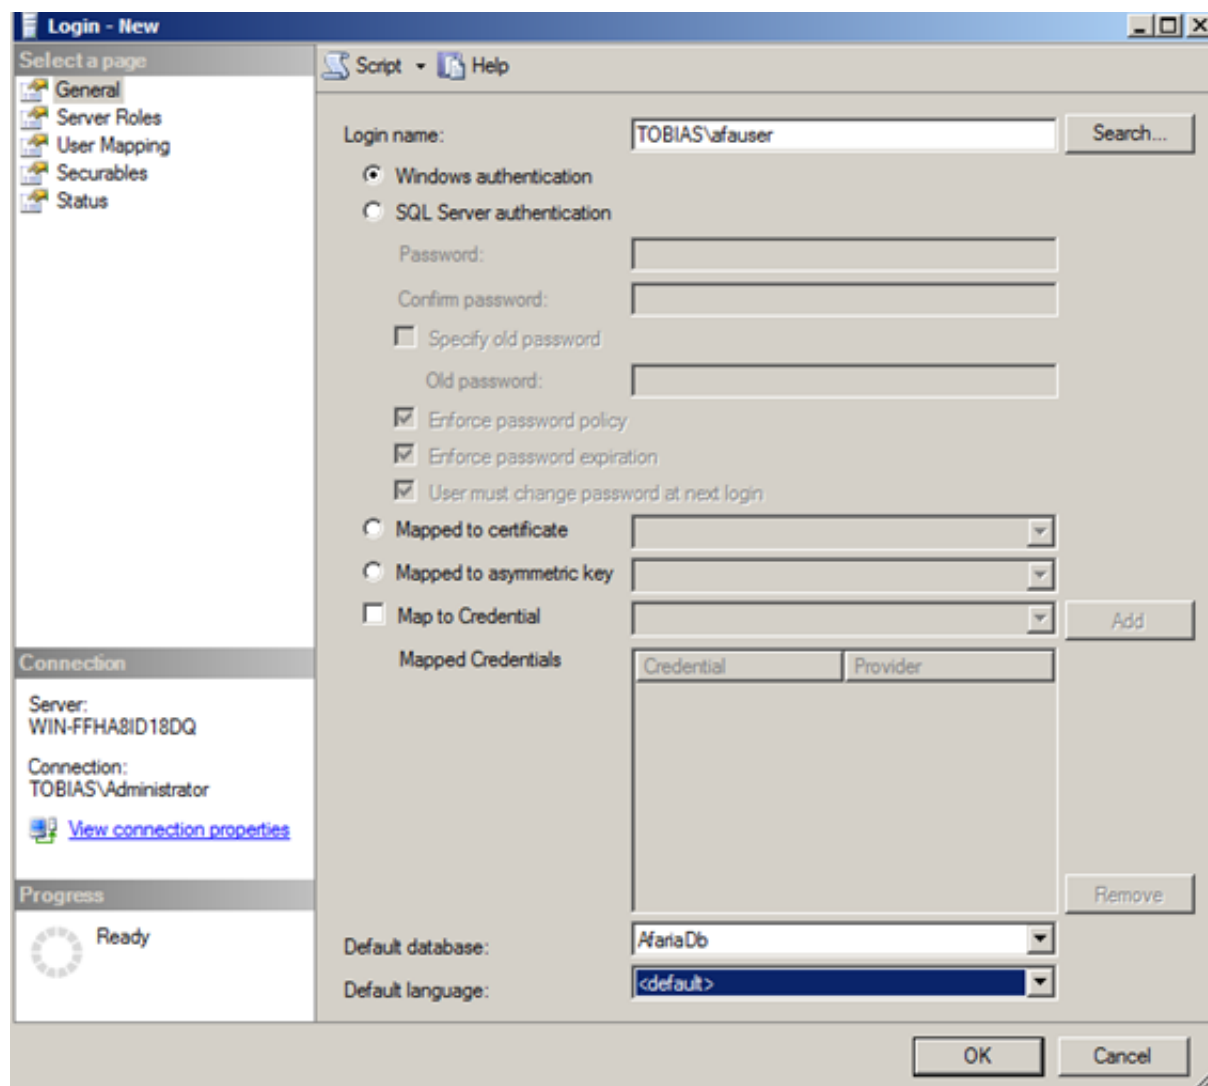 Login - New
Select a page
General
Server Roles
User Mapping
Securables
Status
Script
Help
Login name:
TOBIAS\afauser
Search...
Windows authentication
SQL Server authentication
Password:
Confirm password:
Specify old password
Old password:
Enforce password policy
Enforce password expiration
User must change password at next login
Mapped to certificate
Mapped to asymmetric key
Map to Credential
Add
Mapped Credentials
Credential
Provider
Remove
Default database:
AfariaDb
Default language:
<default>
Connection
Server:
WIN-FFHA8ID18DQ
Connection:
TOBIAS\Administrator
View connection properties
Progress
Ready
OK
Cancel